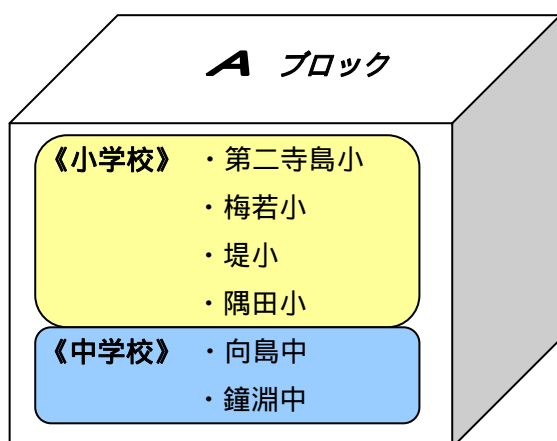 A ブロック
《小学校》 ・第二寺島小
・梅若小
・堤小
・隅田小
《中学校》 ・向島中
・鐘淵中